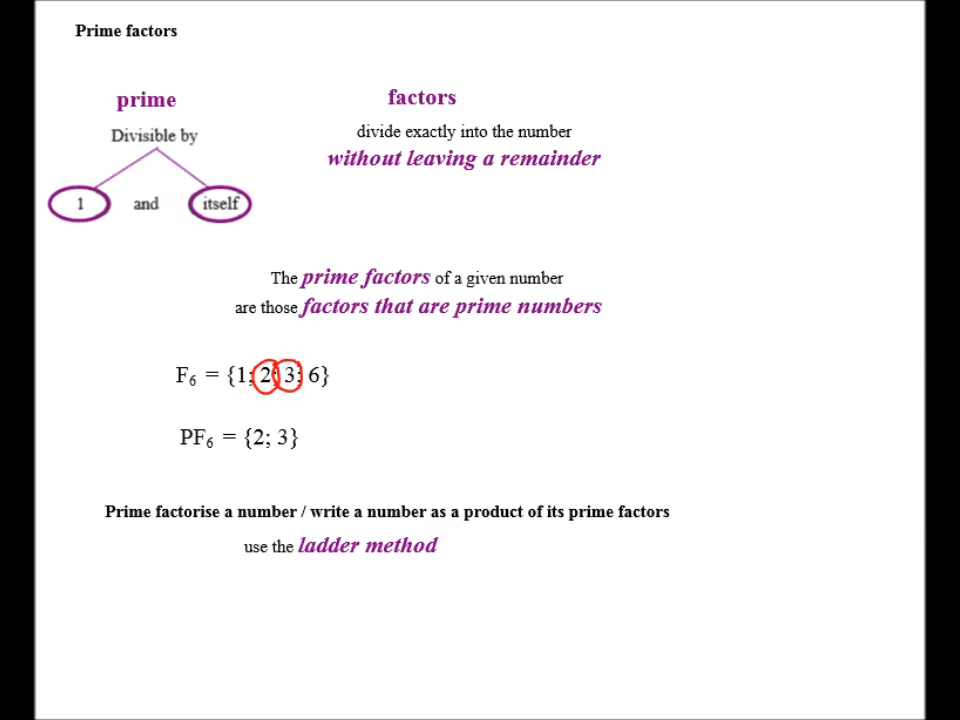 Prime factors
prime
Divisible by
1 and itself
factors
divide exactly into the number
without leaving a remainder
The prime factors of a given number
are those factors that are prime numbers
F₆ = {1; 2; 3; 6}
PF₆ = {2; 3}
Prime factorise a number / write a number as a product of its prime factors
use the ladder method